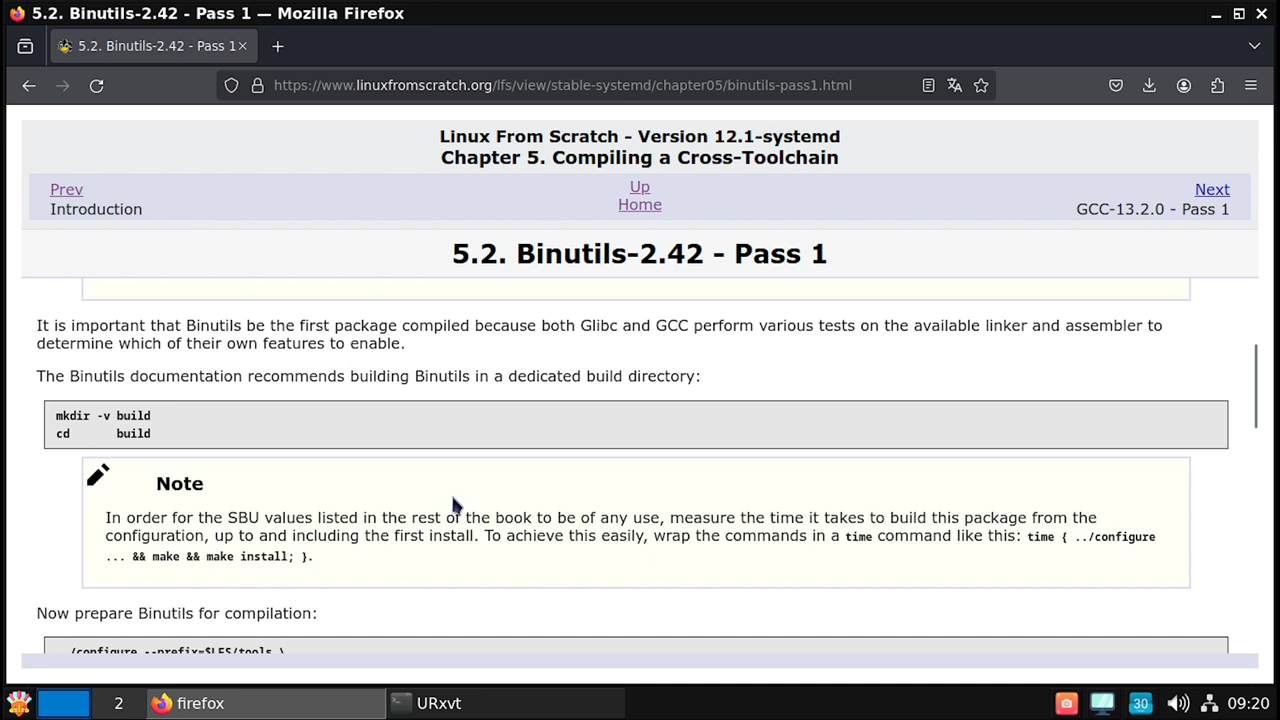 5.2. Binutils-2.42 - Pass 1 — Mozilla Firefox
5.2. Binutils-2.42 - Pass 1
https://www.linuxfromscratch.org/lfs/view/stable-systemd/chapter05/binutils-pass1.html
Linux From Scratch - Version 12.1-systemd
Chapter 5. Compiling a Cross-Toolchain
Prev
Up
Next
Introduction
Home
GCC-13.2.0 - Pass 1
5.2. Binutils-2.42 - Pass 1
It is important that Binutils be the first package compiled because both Glibc and GCC perform various tests on the available linker and assembler to
determine which of their own features to enable.
The Binutils documentation recommends building Binutils in a dedicated build directory:
mkdir -v build
cd       build
Note
In order for the SBU values listed in the rest of the book to be of any use, measure the time it takes to build this package from the
configuration, up to and including the first install. To achieve this easily, wrap the commands in a time command like this: time { ../configure
... && make && make install; }.
Now prepare Binutils for compilation:
/configure --prefix=$LFS/tools \
2
firefox
URxvt
30
09:20